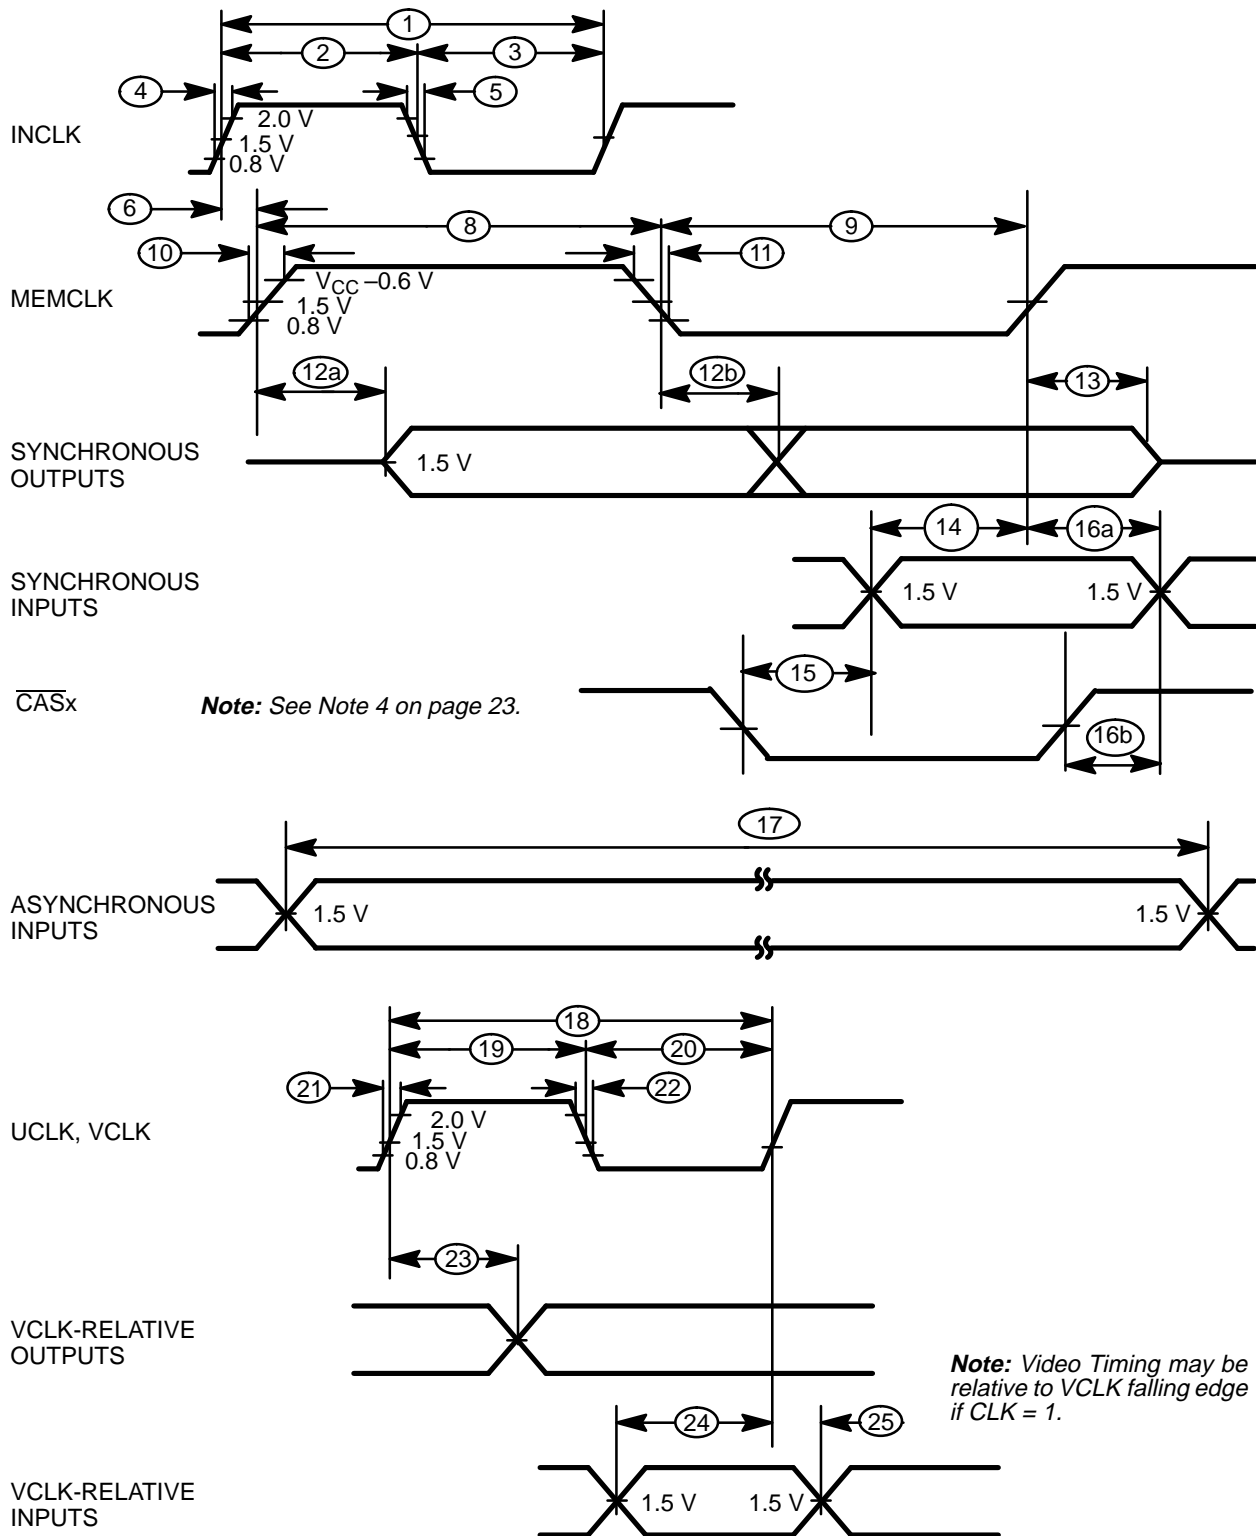 1
2
3
4
5
2.0 V
INCLK
1.5 V
0.8 V
6
8
9
10
11
VCC –0.6 V
MEMCLK
1.5 V
0.8 V
12a
12b
13
SYNCHRONOUS
OUTPUTS
1.5 V
14
16a
SYNCHRONOUS
INPUTS
1.5 V
1.5 V
15
CASx
Note: See Note 4 on page 23.
16b
17
ASYNCHRONOUS
INPUTS
1.5 V
1.5 V
18
19
20
21
22
2.0 V
UCLK, VCLK
1.5 V
0.8 V
23
VCLK-RELATIVE
OUTPUTS
Note: Video Timing may be
relative to VCLK falling edge
if CLK = 1.
24
25
VCLK-RELATIVE
INPUTS
1.5 V
1.5 V